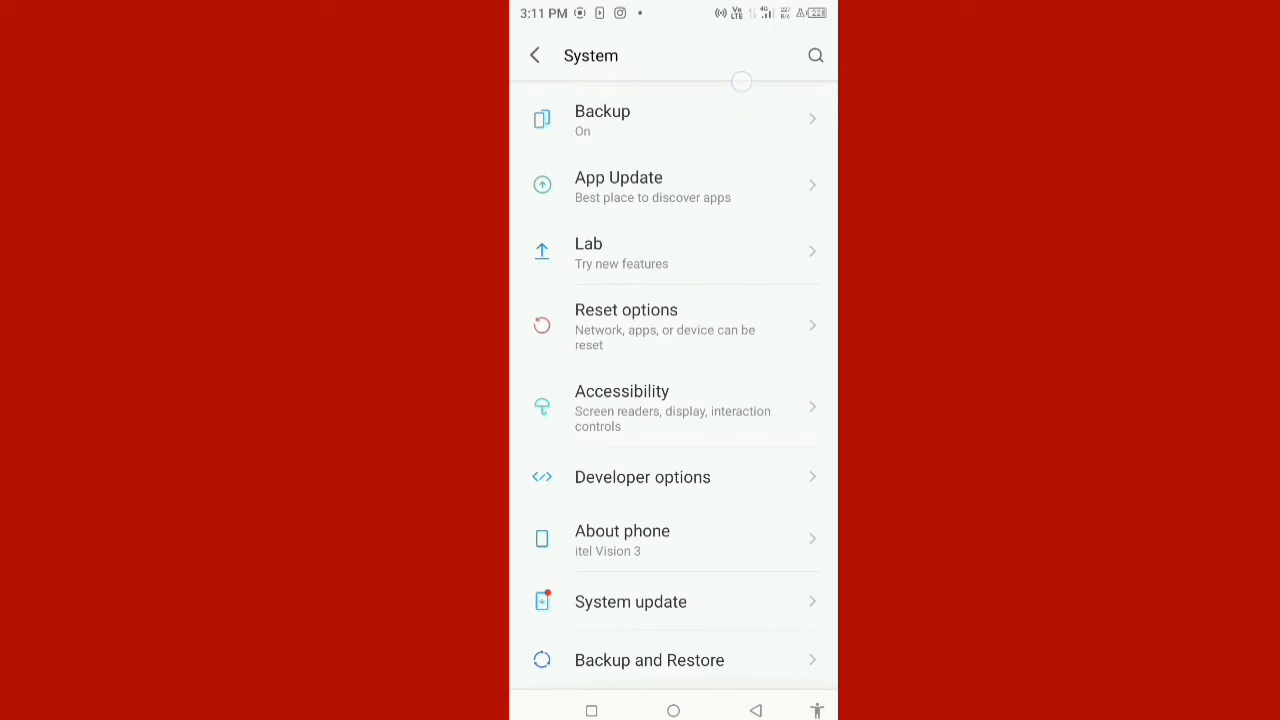 3:11 PM
System
Backup
On
App Update
Best place to discover apps
Lab
Try new features
Reset options
Network, apps, or device can be
reset
Accessibility
Screen readers, display, interaction
controls
Developer options
About phone
itel Vision 3
System update
Backup and Restore